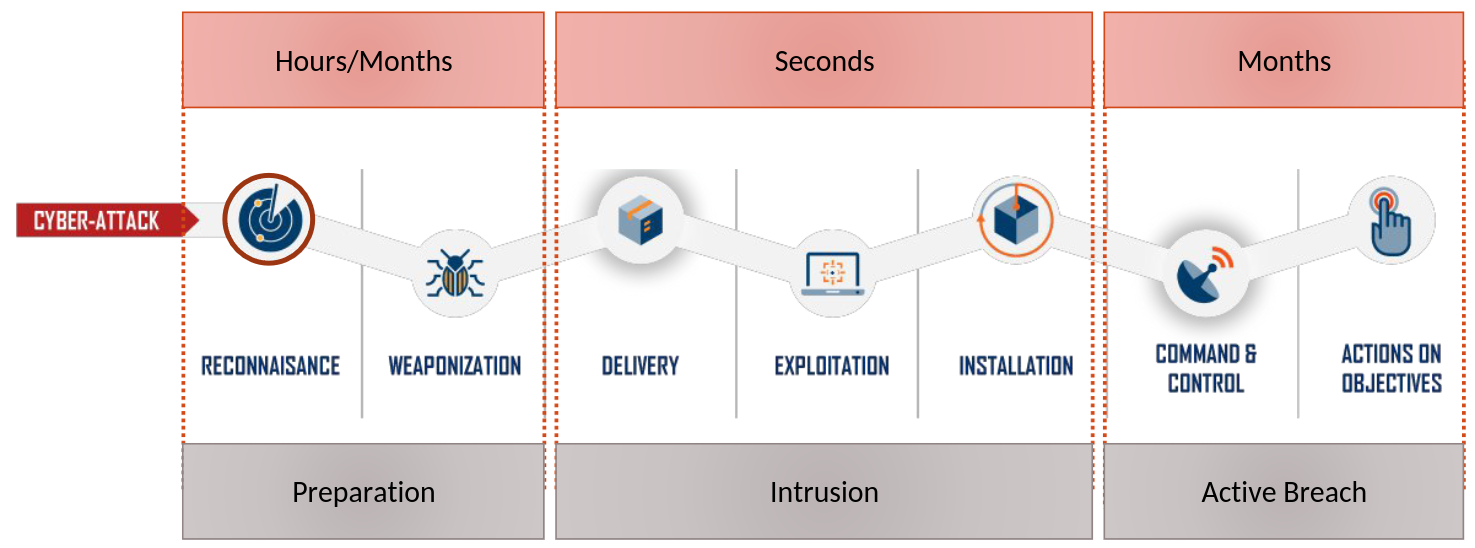 Hours/Months
Seconds
Months
CYBER-ATTACK
RECONNAISANCE
WEAPONIZATION
DELIVERY
EXPLOITATION
INSTALLATION
COMMAND &
CONTROL
ACTIONS ON
OBJECTIVES
Preparation
Intrusion
Active Breach